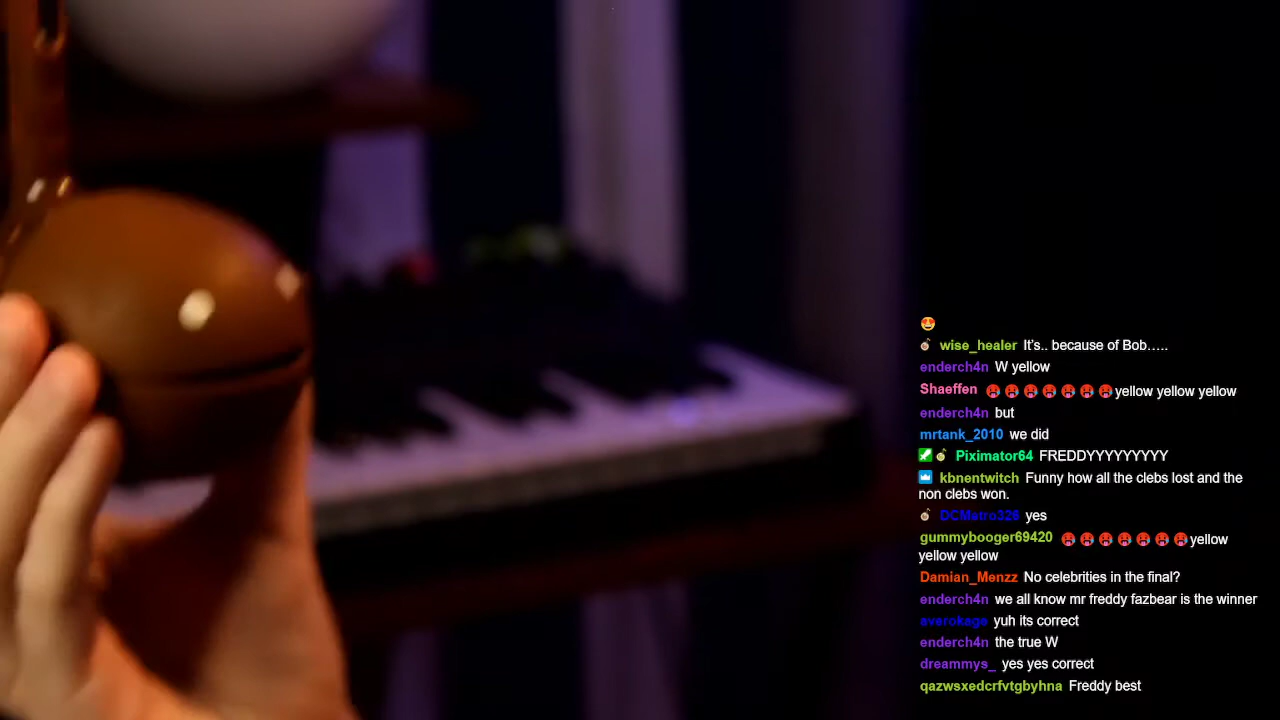 😍
wise_healer It's.. because of Bob…..
enderch4n W yellow
Shaeffen 🥵🥵🥵🥵🥵🥵🥵yellow yellow yellow
enderch4n but
mrtank_2010 we did
Piximator64 FREDDYYYYYYYYY
kbnentwitch Funny how all the clebs lost and the
non clebs won.
DCMatro326 yes
gummybooger69420 🥵🥵🥵🥵🥵🥵🥵yellow
yellow yellow
Damian_Menzz No celebrities in the final?
enderch4n we all know mr freddy fazbear is the winner
averokage yuh its correct
enderch4n the true W
dreammys_ yes yes correct
qazwsxedcrfvtgbyhna Freddy best